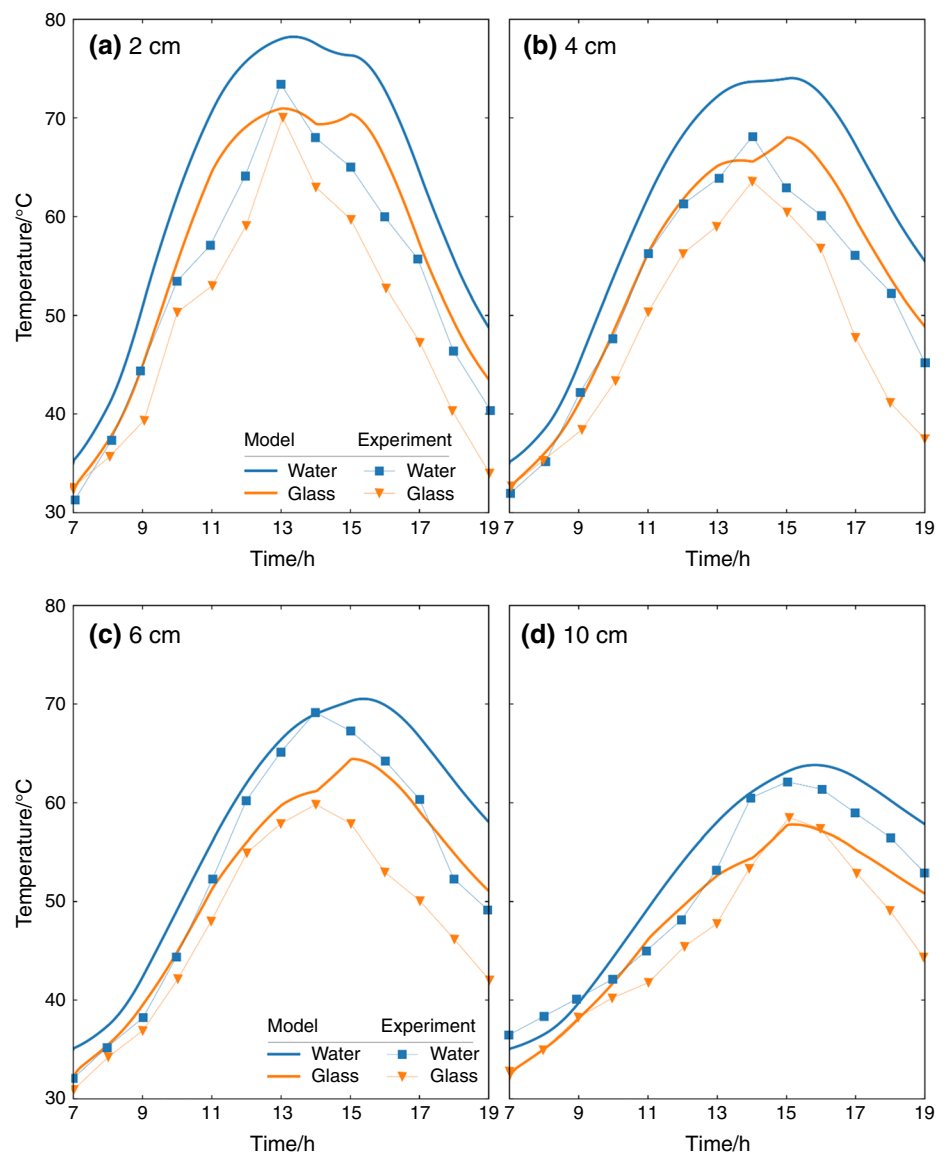 80
70
60
50
40
30
Temperature/°C
(a) 2 cm
Model Experiment
Water Water
Glass Glass
7 9 11 13 15 17 19
Time/h
(b) 4 cm
7 9 11 13 15 17 19
Time/h
80
70
60
50
40
30
Temperature/°C
(c) 6 cm
Model Experiment
Water Water
Glass Glass
7 9 11 13 15 17 19
Time/h
(d) 10 cm
7 9 11 13 15 17 19
Time/h